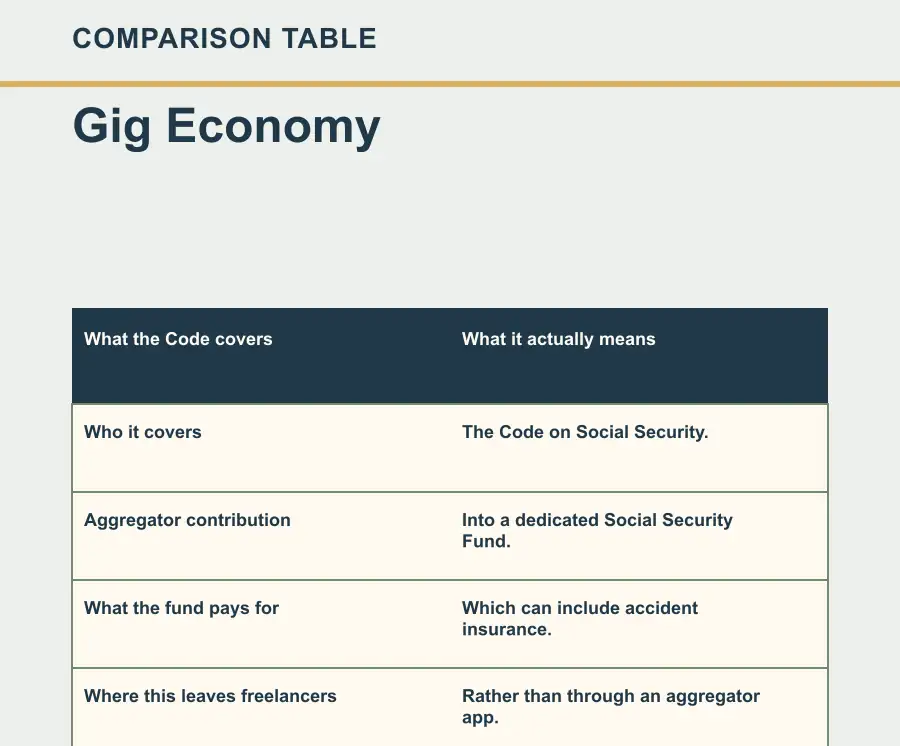 COMPARISON TABLE
Gig Economy
What the Code covers
What it actually means
Who it covers
The Code on Social Security.
Aggregator contribution
Into a dedicated Social Security
Fund.
What the fund pays for
Which can include accident
insurance.
Where this leaves freelancers
Rather than through an aggregator
app.